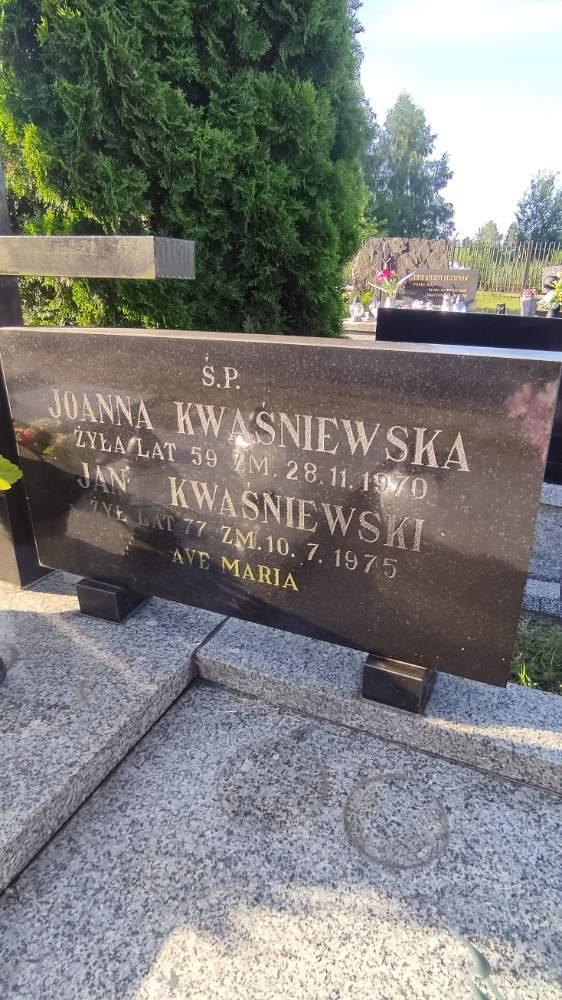 Ś.P.
JOANNA KWAŚNIEWSKA
ŻYŁA LAT 59 ZM. 28.11.1970
JAN KWAŚNIEWSKI
ŻYŁ LAT 77 ZM. 10.7.1975
AVE MARIA